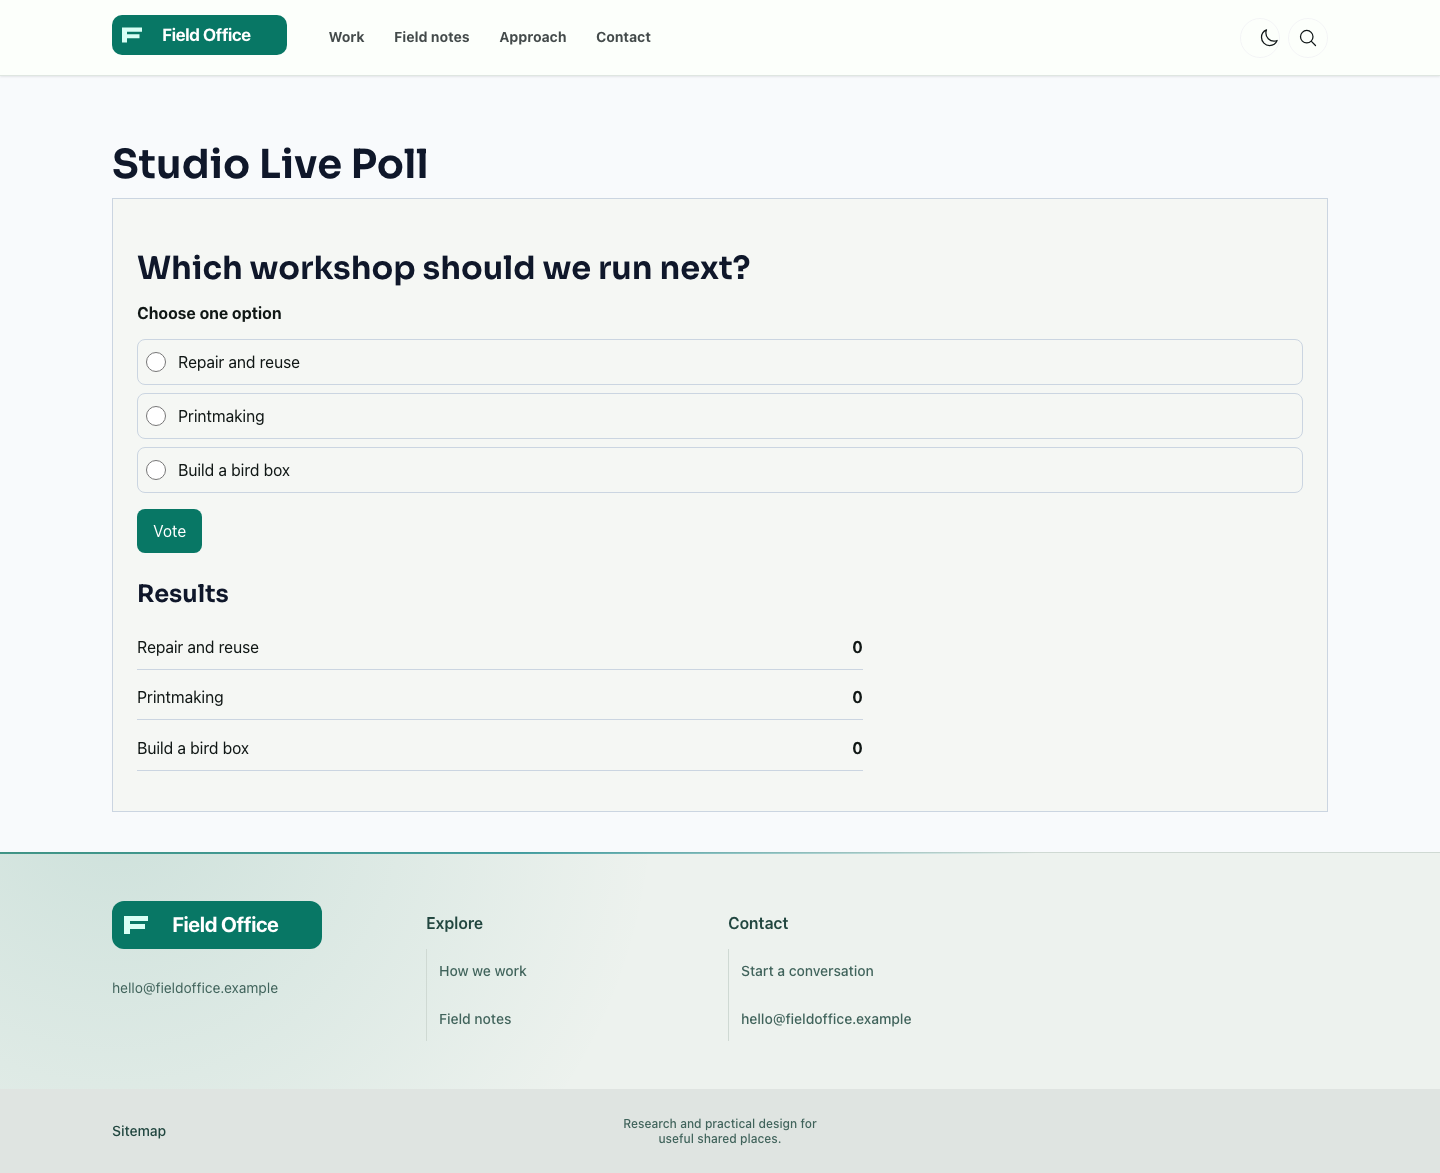 Field Office
Work
Field notes
Approach
Contact
Studio Live Poll
Which workshop should we run next?
Choose one option
Repair and reuse
Printmaking
Build a bird box
Vote
Results
Repair and reuse 0
Printmaking 0
Build a bird box 0
Field Office
hello@fieldoffice.example
Explore
How we work
Field notes
Contact
Start a conversation
hello@fieldoffice.example
Sitemap
Research and practical design for
useful shared places.